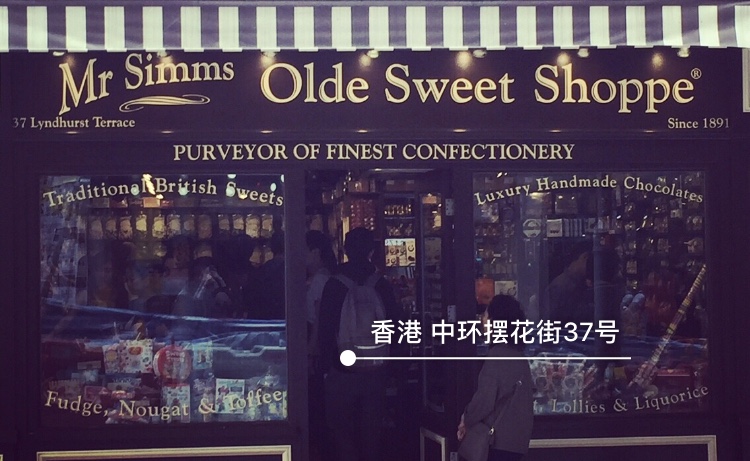 Mr Simms Olde Sweet Shoppe®
37 Lyndhurst Terrace Since 1891
PURVEYOR OF FINEST CONFECTIONERY
Traditional British Sweets
Luxury Handmade Chocolates
香港 中环摆花街37号
Fudge, Nougat & Toffee
Lollies & Liquorice